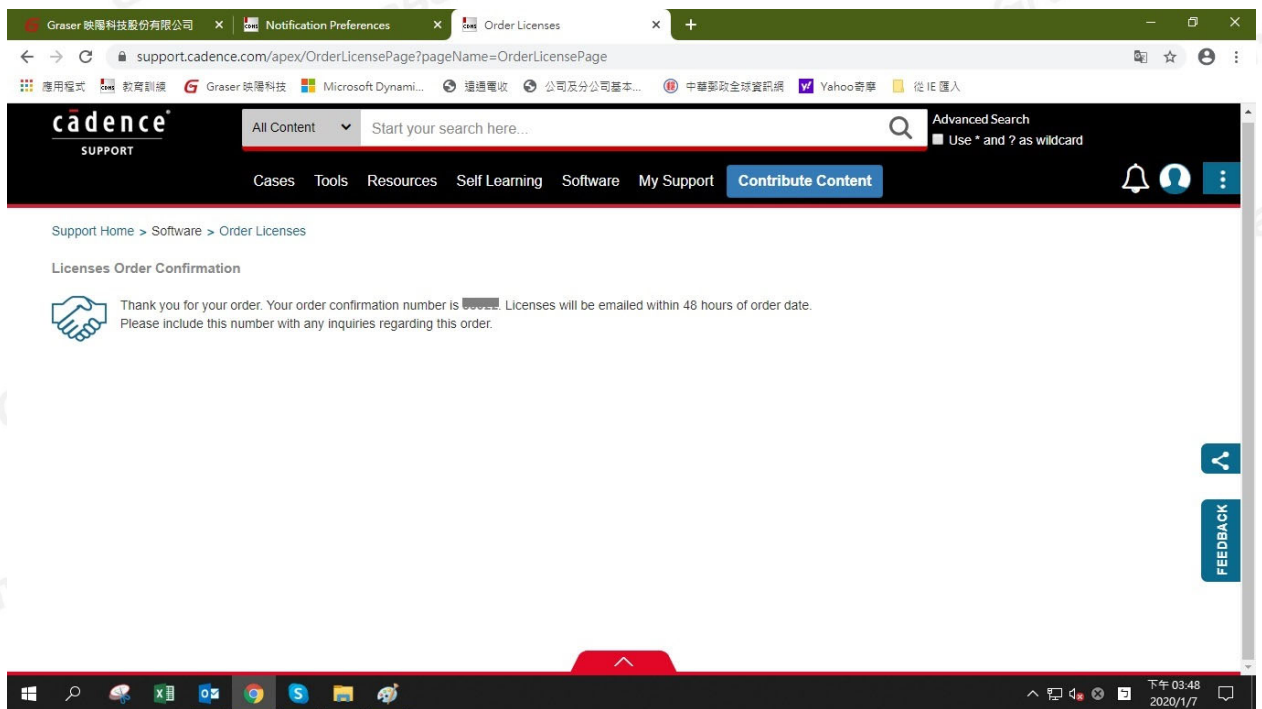 Graser 映陽科技股份有限公司
Notification Preferences
Order Licenses
support.cadence.com/apex/OrderLicensePage?pageName=OrderLicensePage
應用程式
教育訓練
Graser 映陽科技
Microsoft Dynami...
遠通電收
公司及分公司基本...
中華郵政全球資訊網
Yahoo奇摩
從 IE 匯入
cādence®
SUPPORT
All Content
Start your search here...
Advanced Search
Use * and ? as wildcard
Cases Tools Resources Self Learning Software My Support Contribute Content
Support Home > Software > Order Licenses
Licenses Order Confirmation
Thank you for your order. Your order confirmation number is . Licenses will be emailed within 48 hours of order date.
Please include this number with any inquiries regarding this order.
FEEDBACK
下午 03:48
2020/1/7